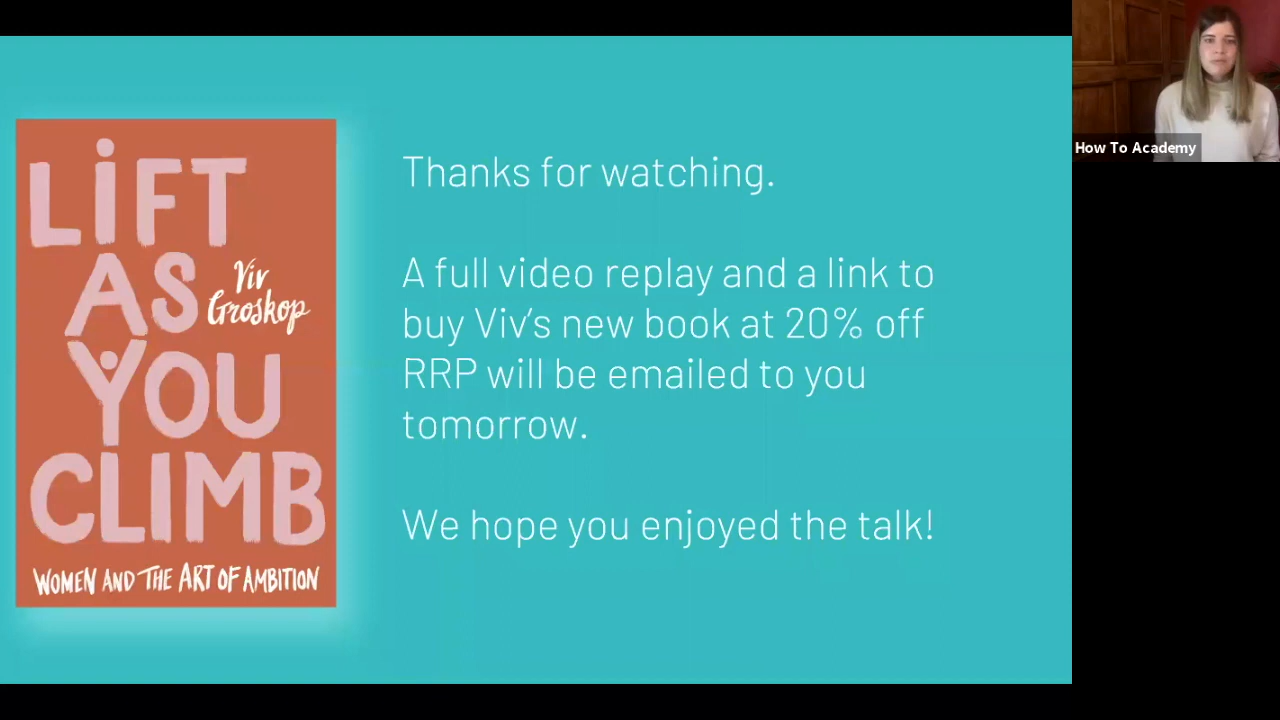 LIFT
AS
Viv
Groskop
YOU
CLIMB
WOMEN AND THE ART OF AMBITION
Thanks for watching.
A full video replay and a link to
buy Viv’s new book at 20% off
RRP will be emailed to you
tomorrow.
We hope you enjoyed the talk!
How To Academy